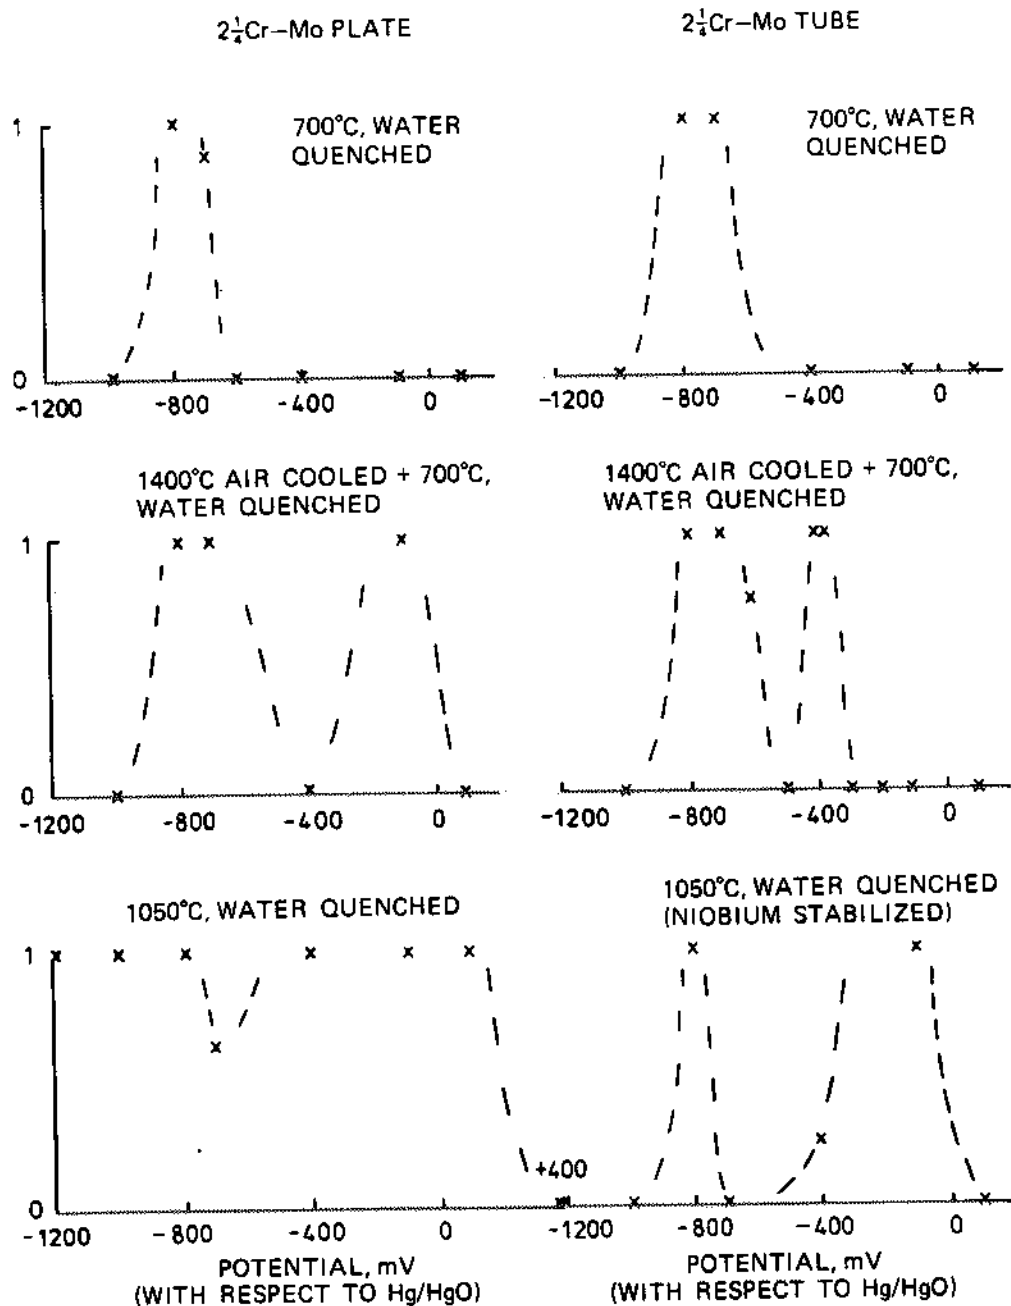 2¼Cr-Mo PLATE
2¼Cr-Mo TUBE
1
700°C, WATER
QUENCHED
700°C, WATER
QUENCHED
0
-1200 -800 -400 0
-1200 -800 -400 0
1400°C AIR COOLED + 700°C,
WATER QUENCHED
1400°C AIR COOLED + 700°C,
WATER QUENCHED
1
0
-1200 -800 -400 0
-1200 -800 -400 0
1050°C, WATER QUENCHED
1050°C, WATER QUENCHED
(NIOBIUM STABILIZED)
1
+400
0
-1200 -800 -400 0
-1200 -800 -400 0
POTENTIAL, mV
(WITH RESPECT TO Hg/HgO)
POTENTIAL, mV
(WITH RESPECT TO Hg/HgO)